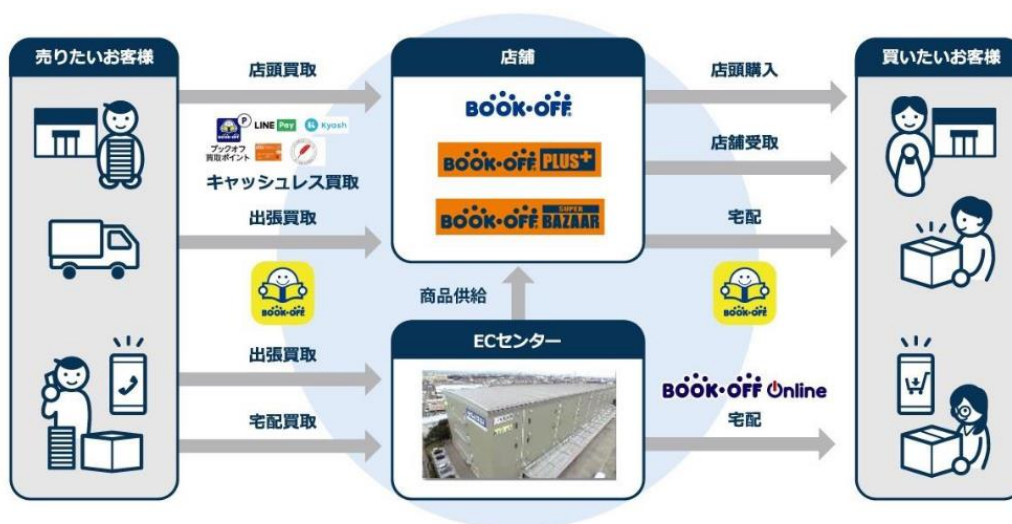 売りたいお客様
店頭買取
P
BOOK・OFF
LINE Pay
Kyash
ブックオフ
買取ポイント
キャッシュレス買取
出張買取
BOOK・OFF
出張買取
宅配買取
店舗
BOOK・OFF
BOOK・OFF PLUS+
BOOK・OFF SUPER BAZAAR
商品供給
ECセンター
店頭購入
店舗受取
宅配
BOOK・OFF
BOOK・OFF Online
宅配
買いたいお客様